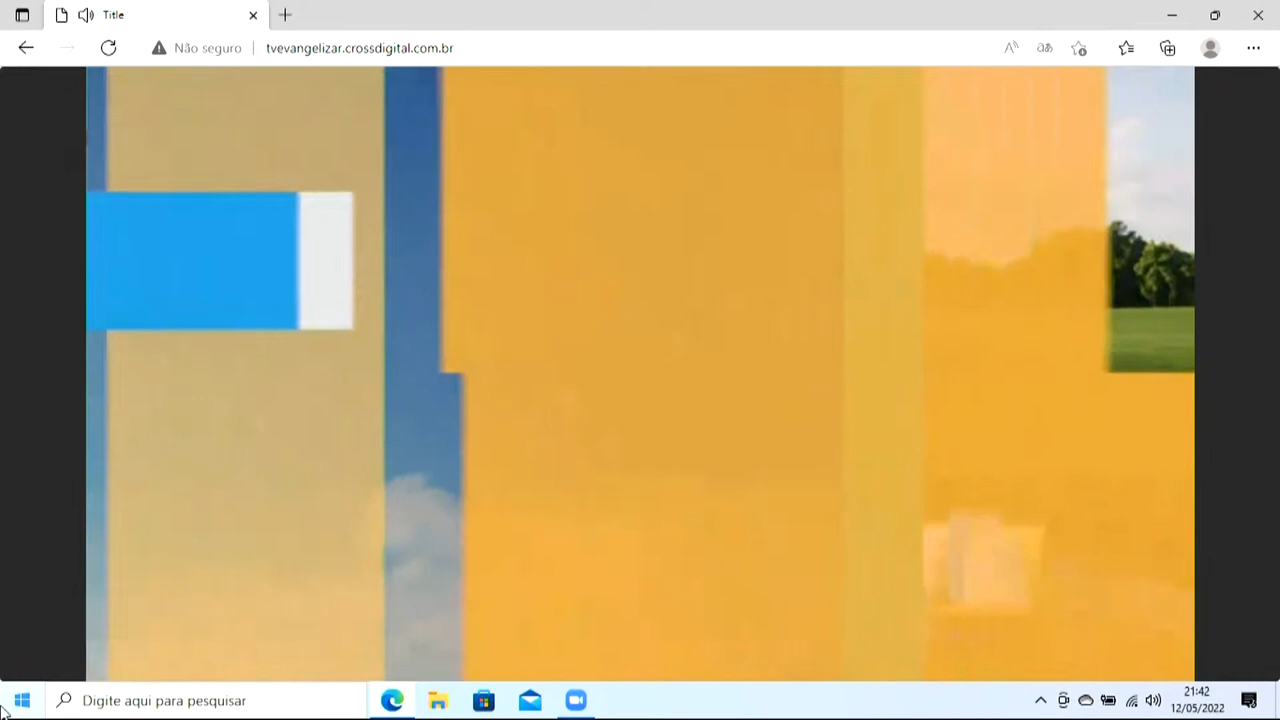 Title
Não seguro
tvevangelizar.crossdigital.com.br
Digite aqui para pesquisar
21:42
12/05/2022